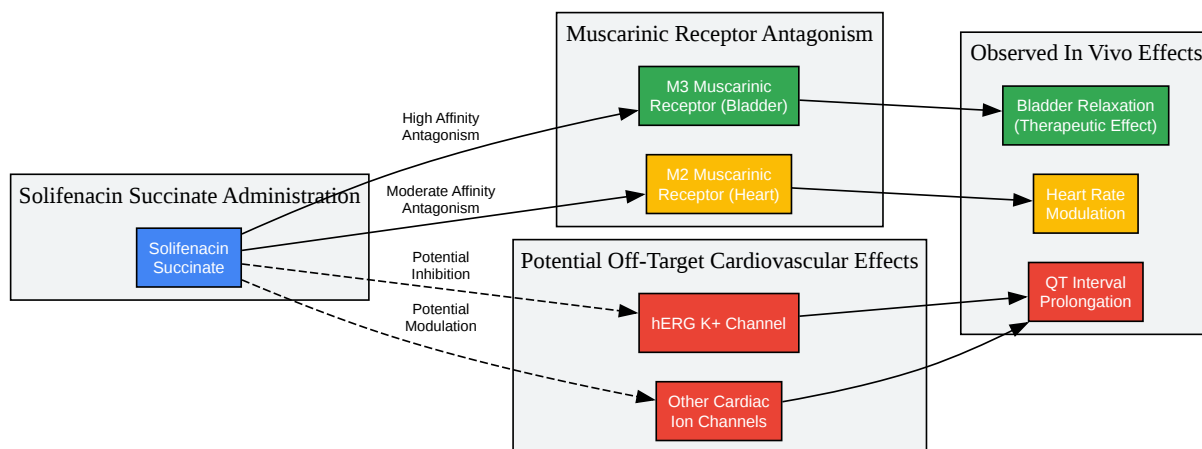 Solifenacin Succinate Administration
Solifenacin
Succinate
High Affinity
Antagonism
Moderate Affinity
Antagonism
Potential
Inhibition
Potential
Modulation
Muscarinic Receptor Antagonism
M3 Muscarinic
Receptor (Bladder)
M2 Muscarinic
Receptor (Heart)
Potential Off-Target Cardiovascular Effects
hERG K+ Channel
Other Cardiac
Ion Channels
Observed In Vivo Effects
Bladder Relaxation
(Therapeutic Effect)
Heart Rate
Modulation
QT Interval
Prolongation